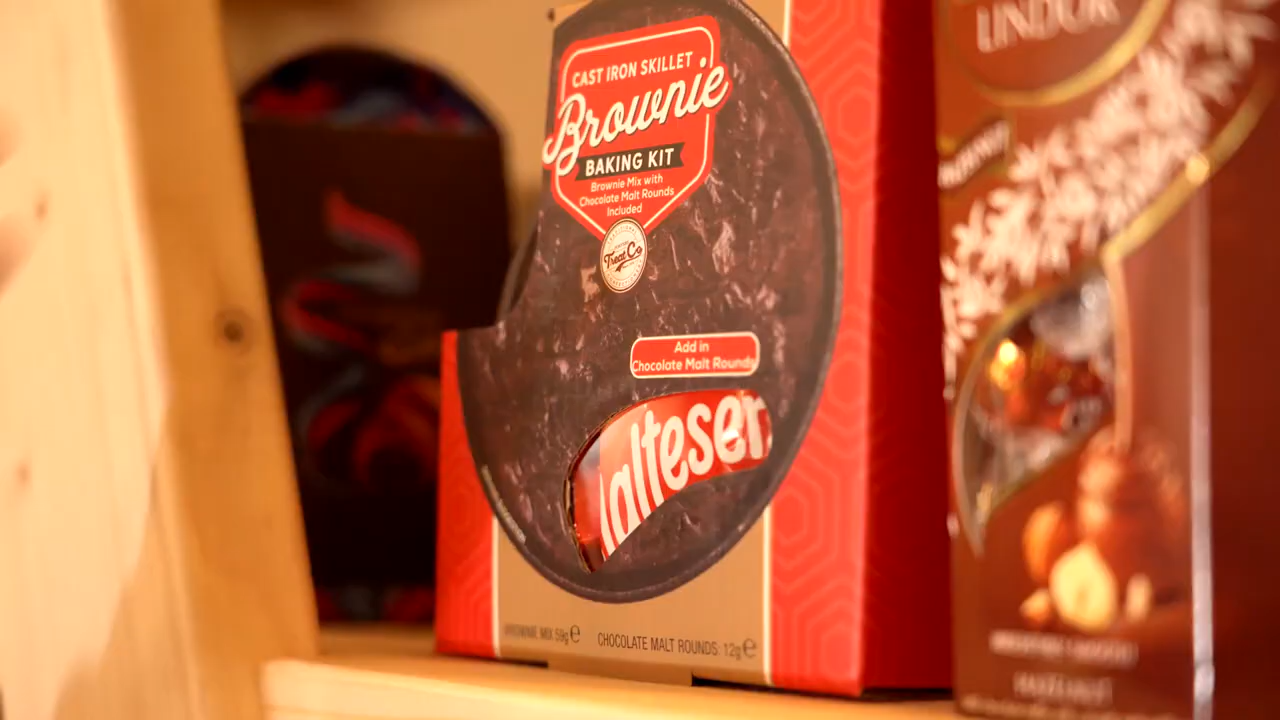 CAST IRON SKILLET
Brownie
BAKING KIT
Brownie Mix with
Chocolate Malt Rounds
Included
Treat Co
Add in
Chocolate Malt Rounds
alteser
BROWNIE MIX 59g℮
CHOCOLATE MALT ROUNDS: 12g℮
LINDOR
HAZELNUT
HAZELNUT